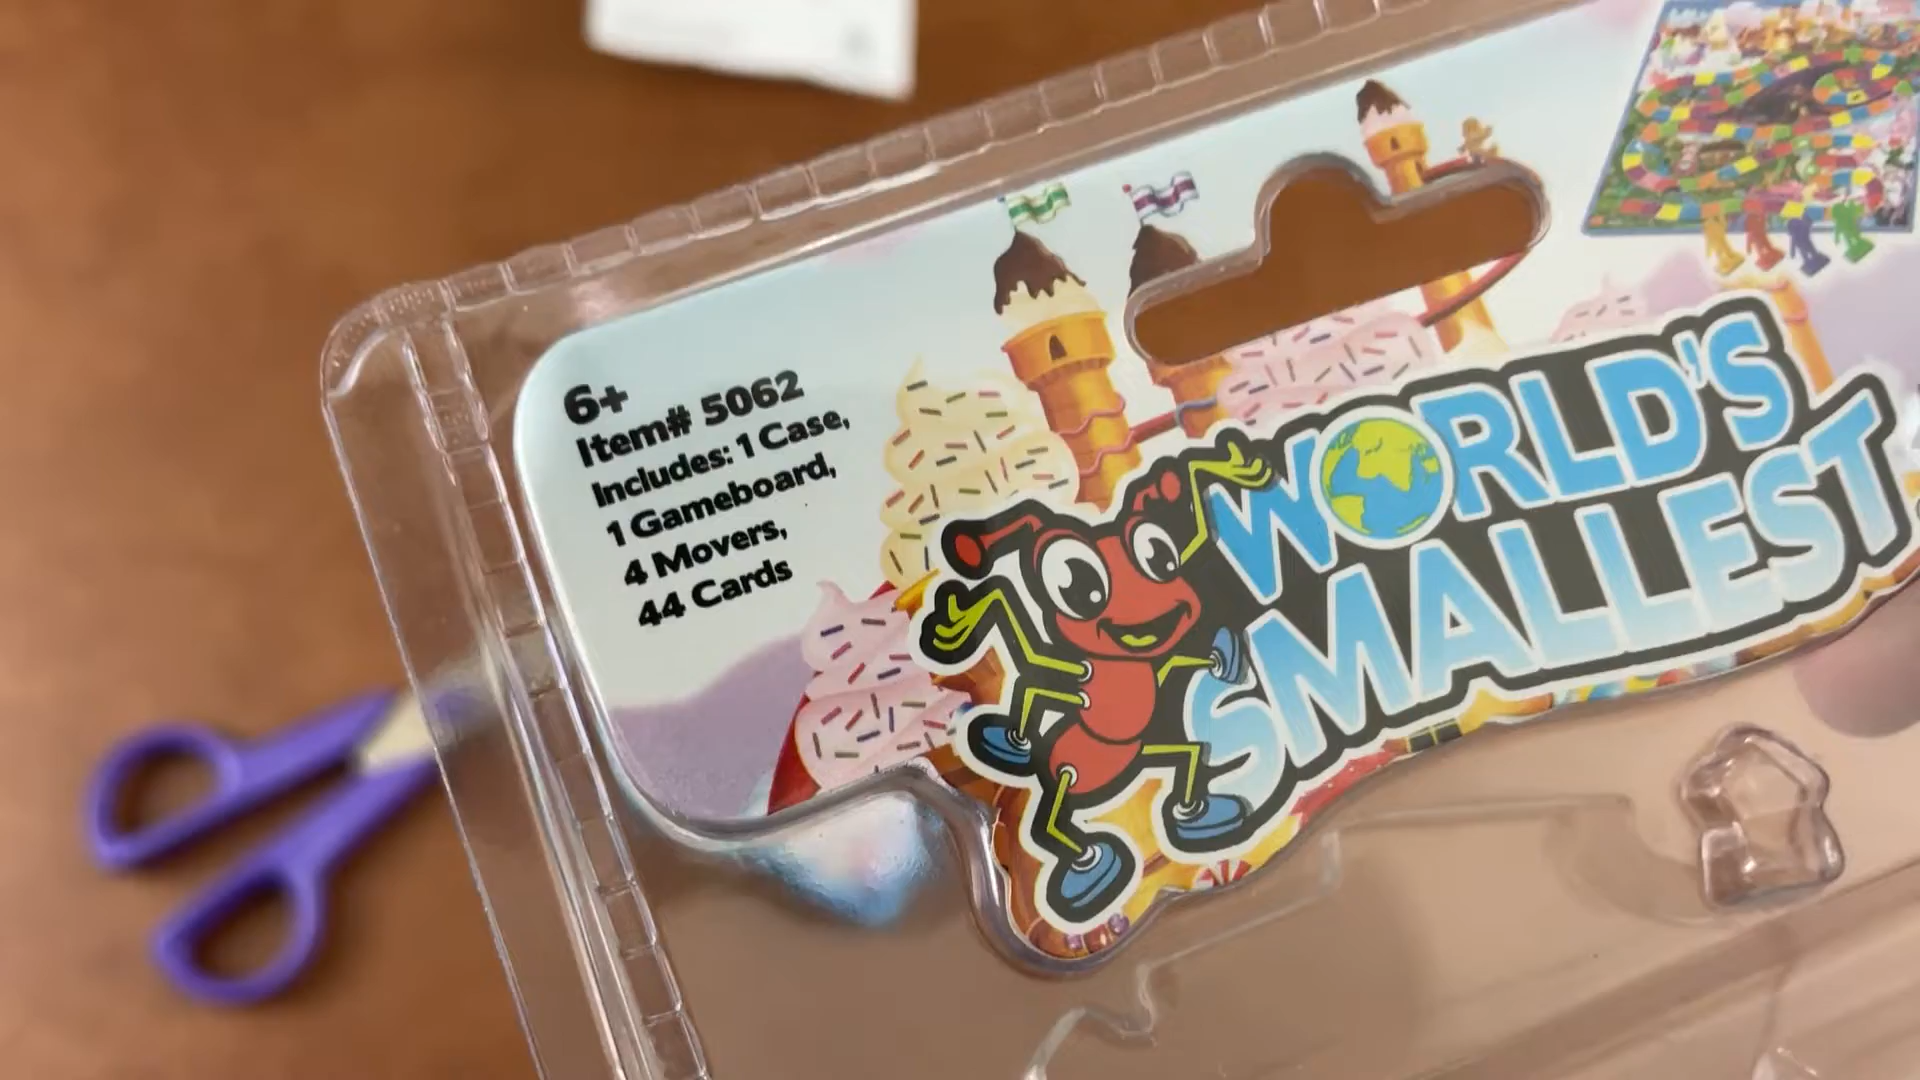 6+
Item# 5062
Includes: 1 Case,
1 Gameboard,
4 Movers,
44 Cards
WORLD'S
SMALLEST